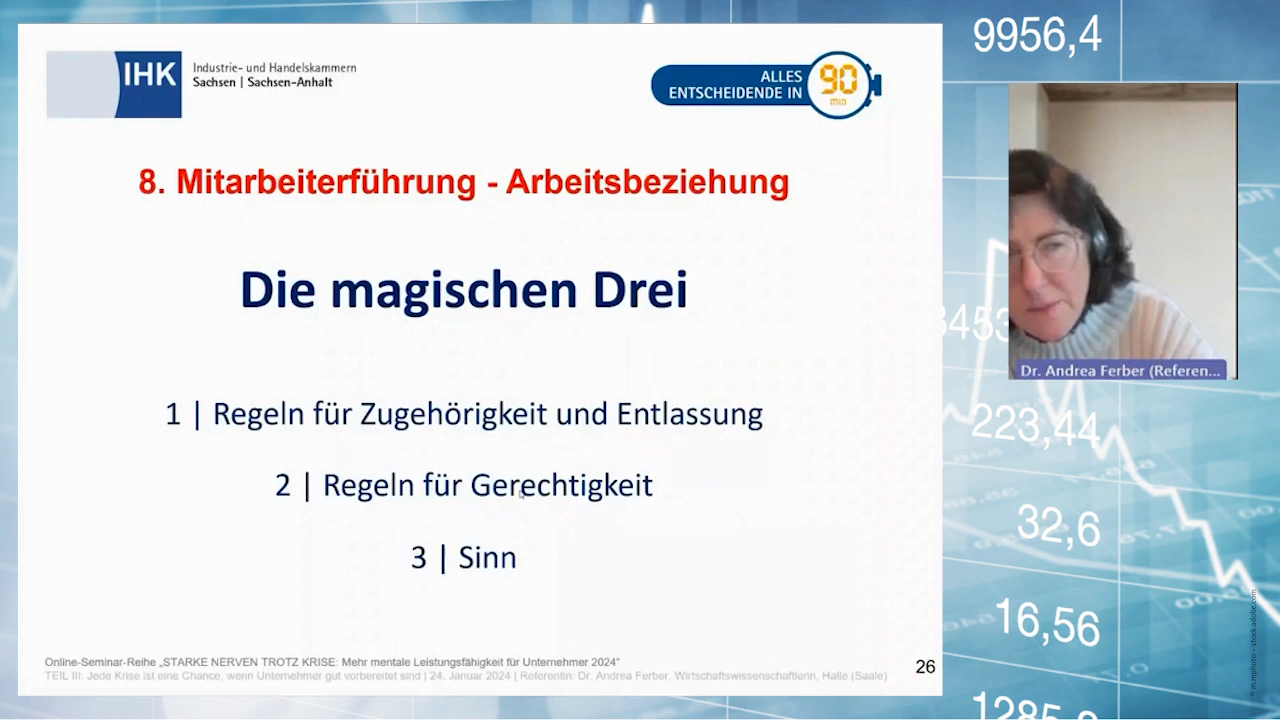 IHK
Industrie- und Handelskammern
Sachsen | Sachsen-Anhalt
ALLES
ENTSCHEIDENDE IN
90
min
8. Mitarbeiterführung - Arbeitsbeziehung
Die magischen Drei
1 | Regeln für Zugehörigkeit und Entlassung
2 | Regeln für Gerechtigkeit
3 | Sinn
Online-Seminar-Reihe „STARKE NERVEN TROTZ KRISE: Mehr mentale Leistungsfähigkeit für Unternehmer 2024“
TEIL III: Jede Krise ist eine Chance, wenn Unternehmer gut vorbereitet sind | 24. Januar 2024 | Referentin: Dr. Andrea Ferber, Wirtschaftswissenschaftlerin, Halle (Saale)
26
9956,4
Dr. Andrea Ferber (Referen...
223,44
32,6
16,56